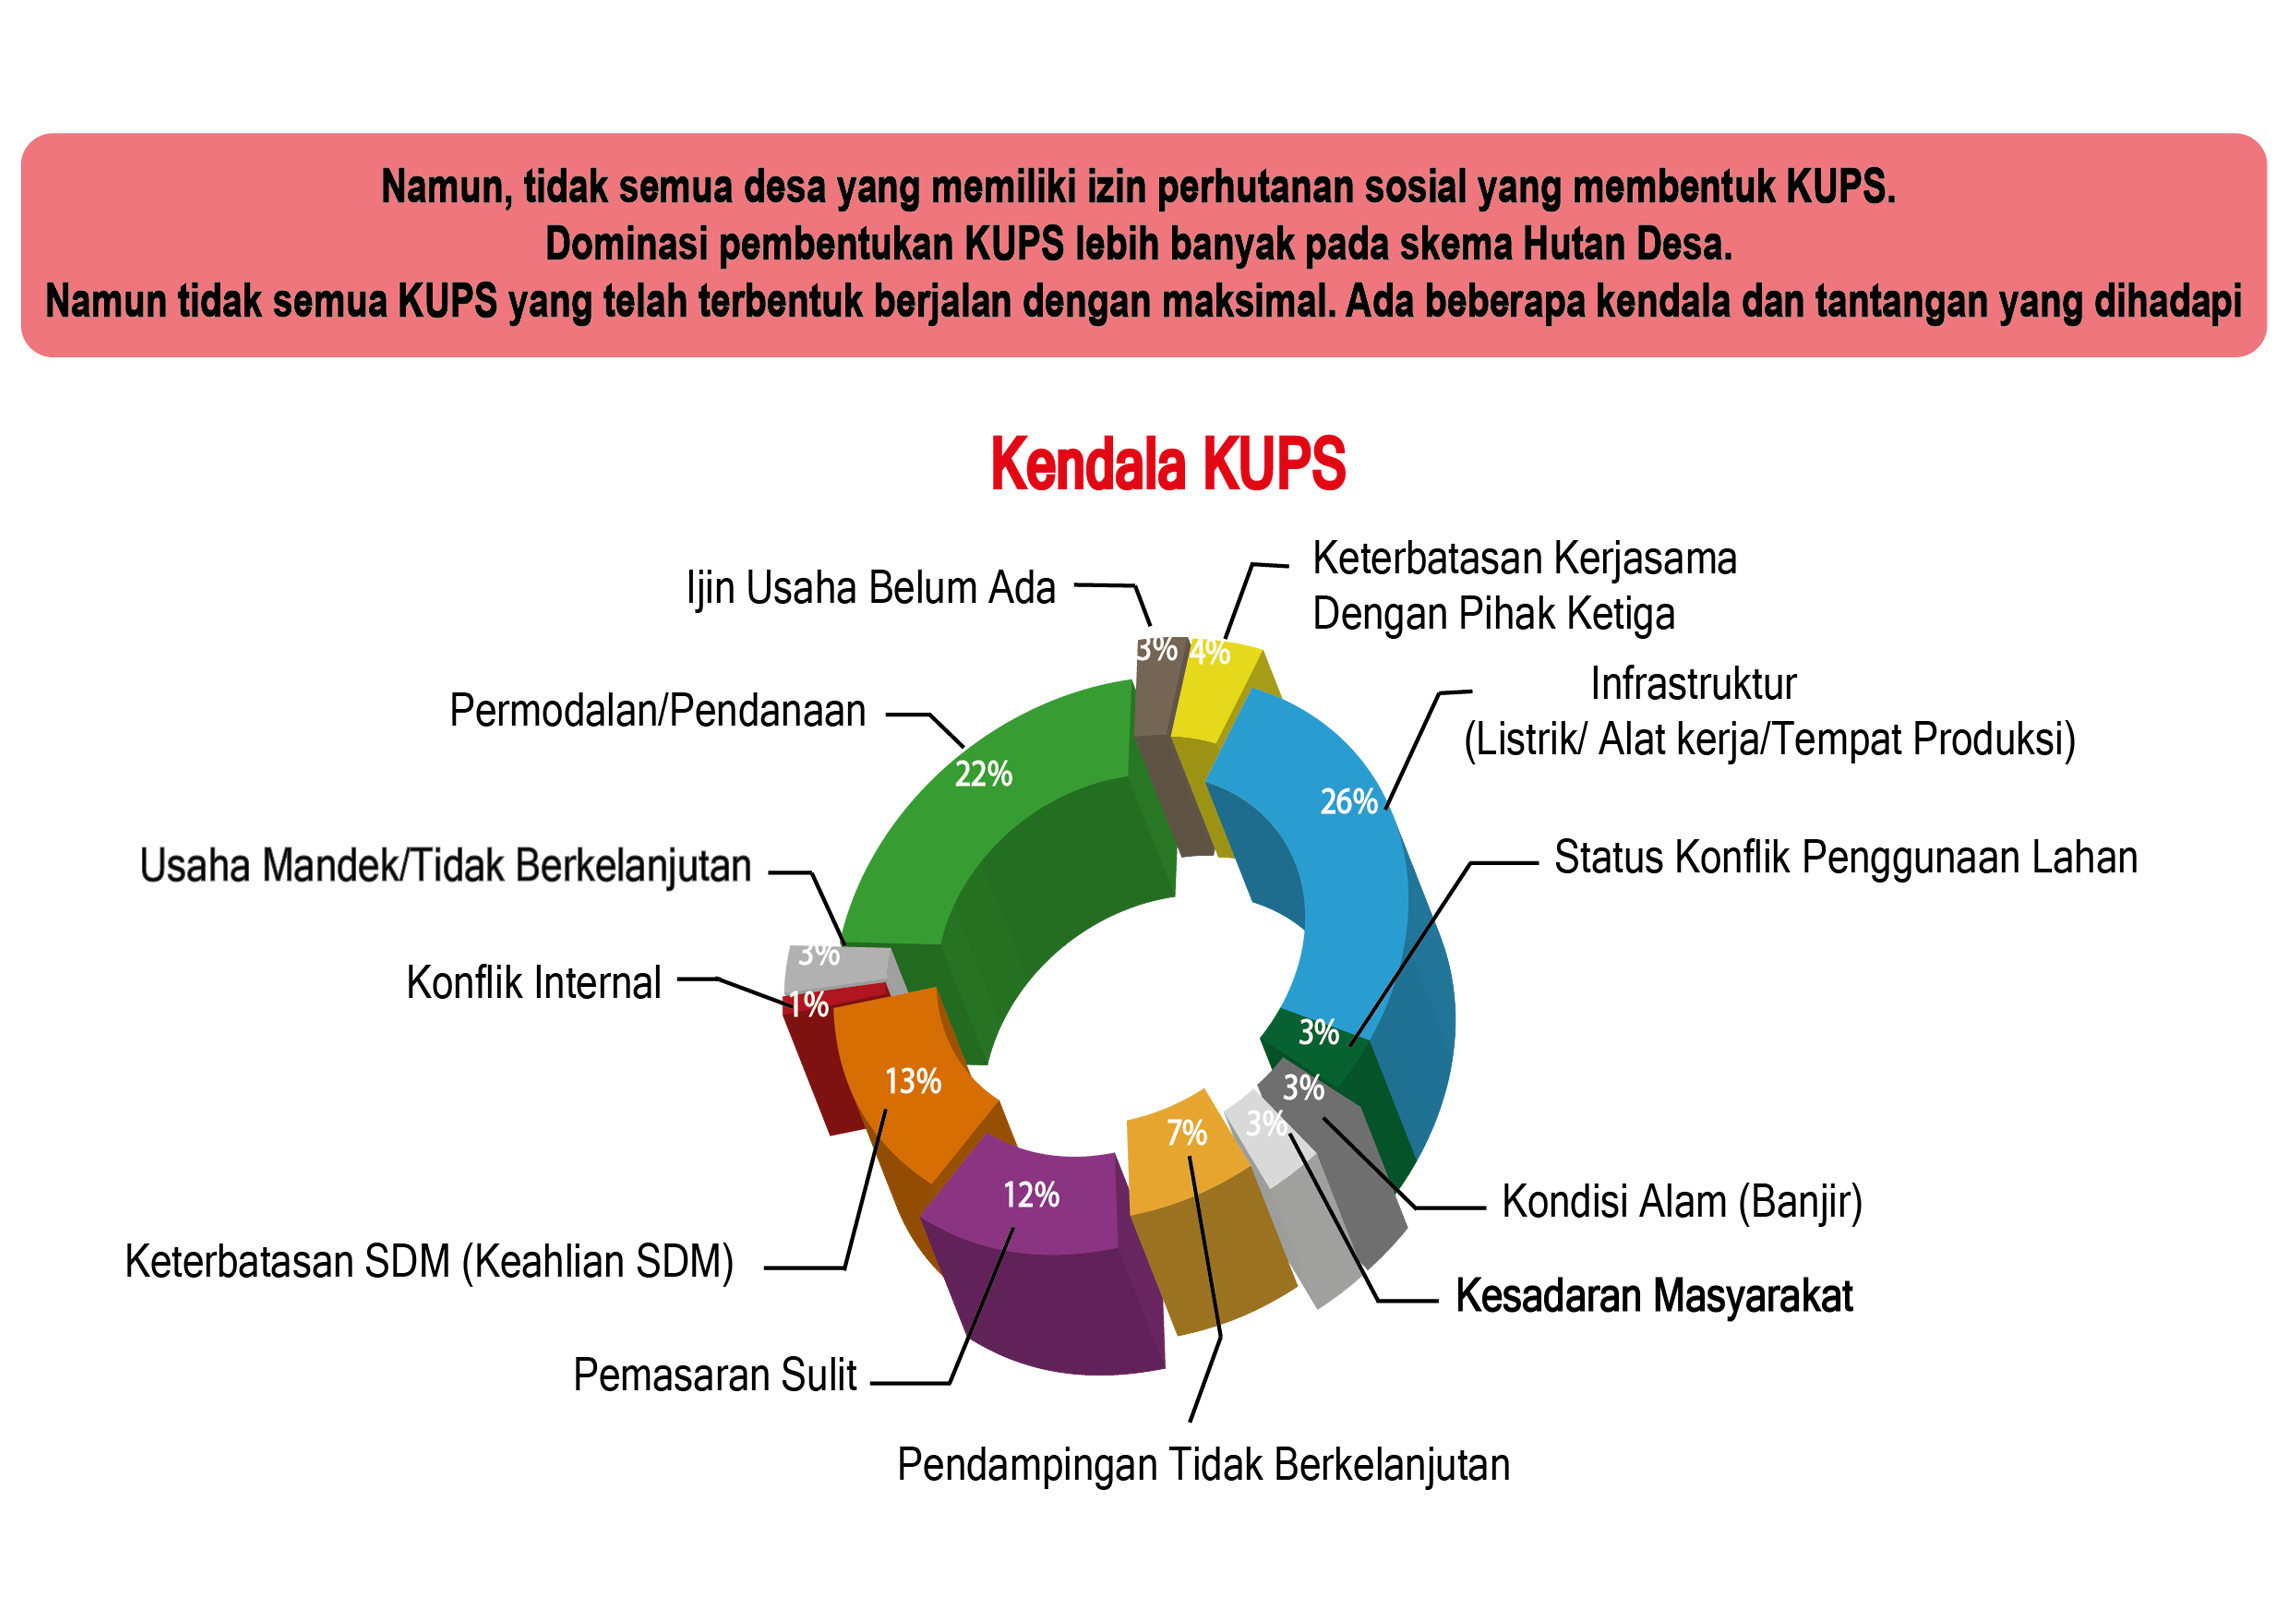 Namun, tidak semua desa yang memiliki izin perhutanan sosial yang membentuk KUPS.
Dominasi pembentukan KUPS lebih banyak pada skema Hutan Desa.
Namun tidak semua KUPS yang telah terbentuk berjalan dengan maksimal. Ada beberapa kendala dan tantangan yang dihadapi
Kendala KUPS
Keterbatasan Kerjasama
Dengan Pihak Ketiga
Ijin Usaha Belum Ada
3%
4%
Infrastruktur
(Listrik/ Alat kerja/Tempat Produksi)
Permodalan/Pendanaan
22%
26%
Usaha Mandek/Tidak Berkelanjutan
Status Konflik Penggunaan Lahan
3%
Konflik Internal
1%
3%
13%
3%
3%
7%
12%
Kondisi Alam (Banjir)
Keterbatasan SDM (Keahlian SDM)
Kesadaran Masyarakat
Pemasaran Sulit
Pendampingan Tidak Berkelanjutan